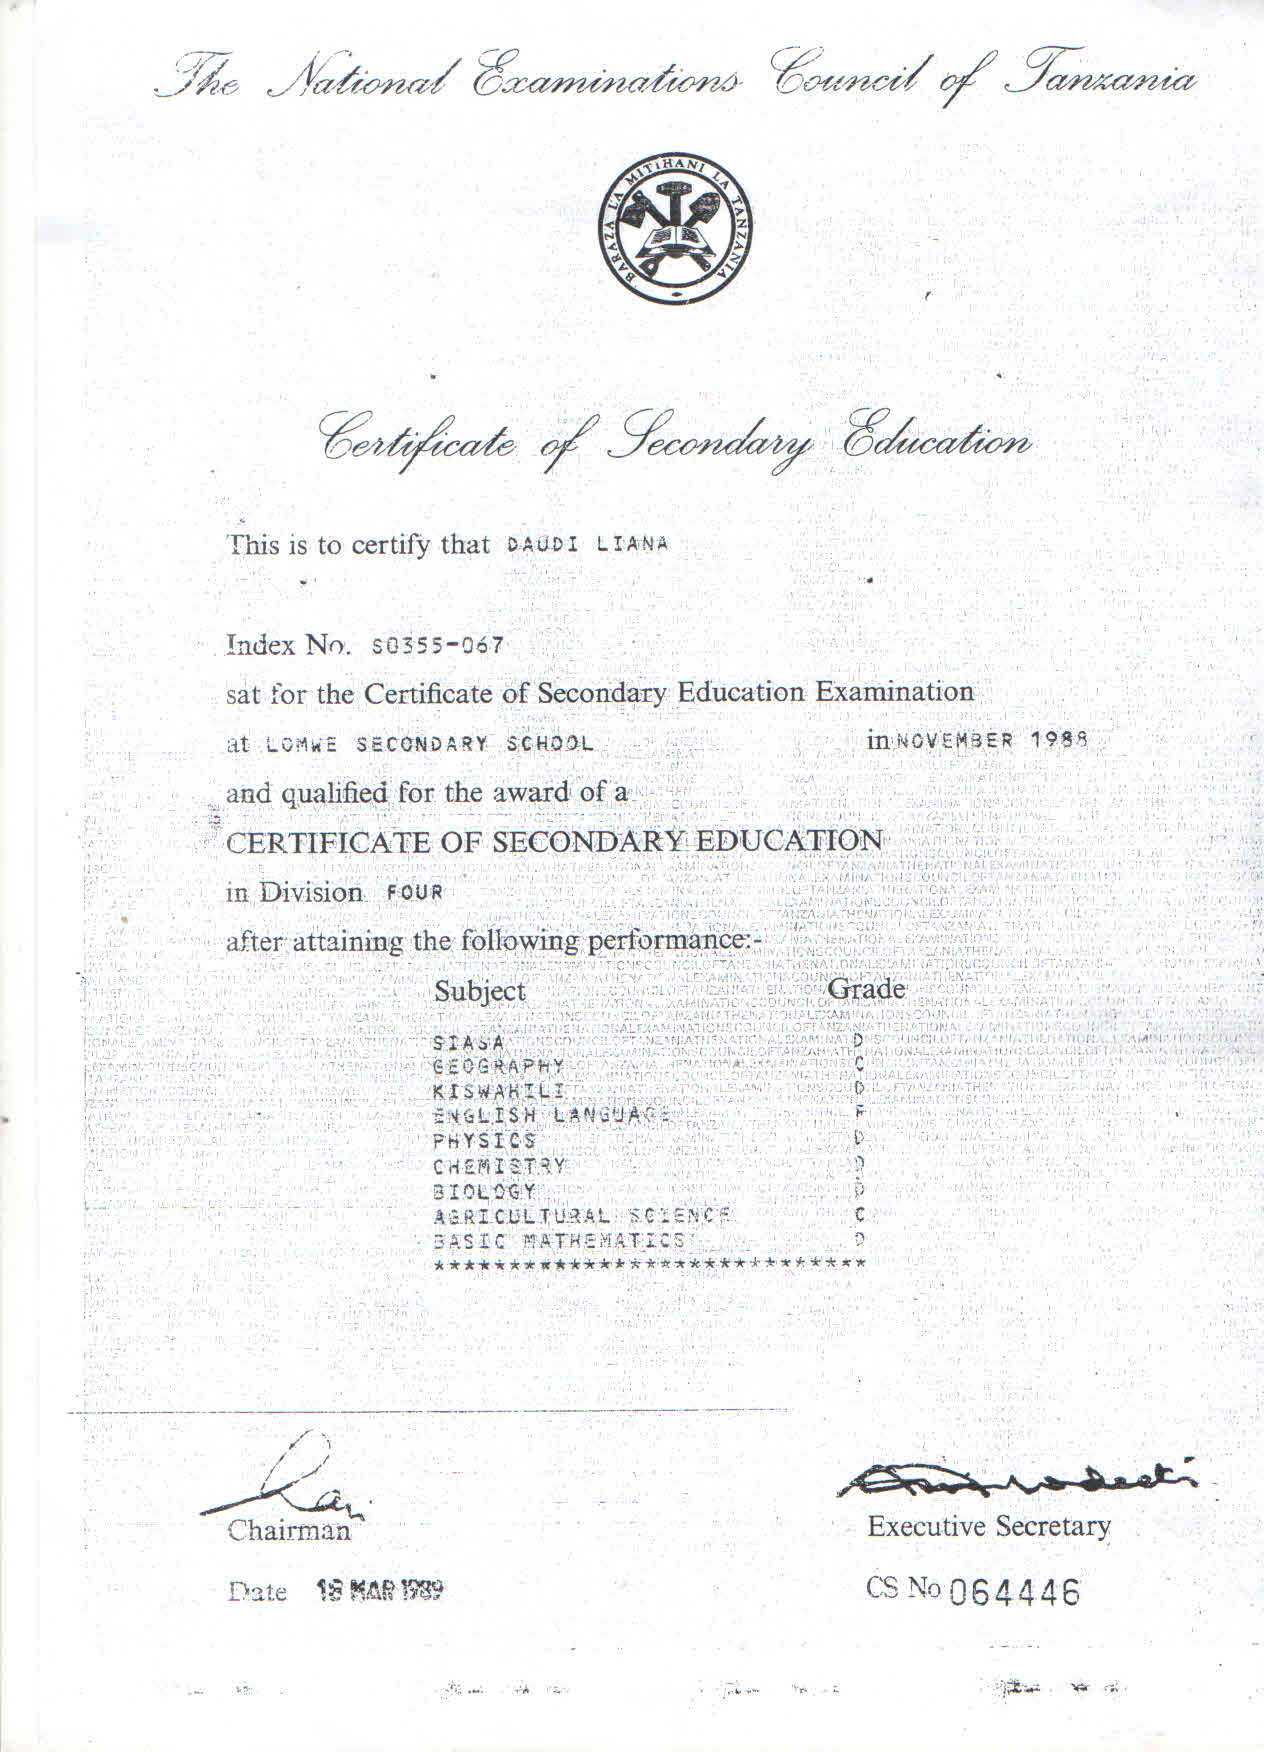 The National Examinations Council of Tanzania
BARAZA LA MITIHANI LA TANZANIA
Certificate of Secondary Education
This is to certify that DAUDI LIANA
Index No. S0355-067
sat for the Certificate of Secondary Education Examination
at LOMWE SECONDARY SCHOOL in NOVEMBER 1988
and qualified for the award of a
CERTIFICATE OF SECONDARY EDUCATION
in Division FOUR
after attaining the following performance:-
Subject Grade
SIASA D
GEOGRAPHY C
KISWAHILI D
ENGLISH LANGUAGE F
PHYSICS D
CHEMISTRY D
BIOLOGY D
AGRICULTURAL SCIENCE C
BASIC MATHEMATICS D
*****************************
Chairman Executive Secretary
Date 18 MAR 1989 CS No 064446